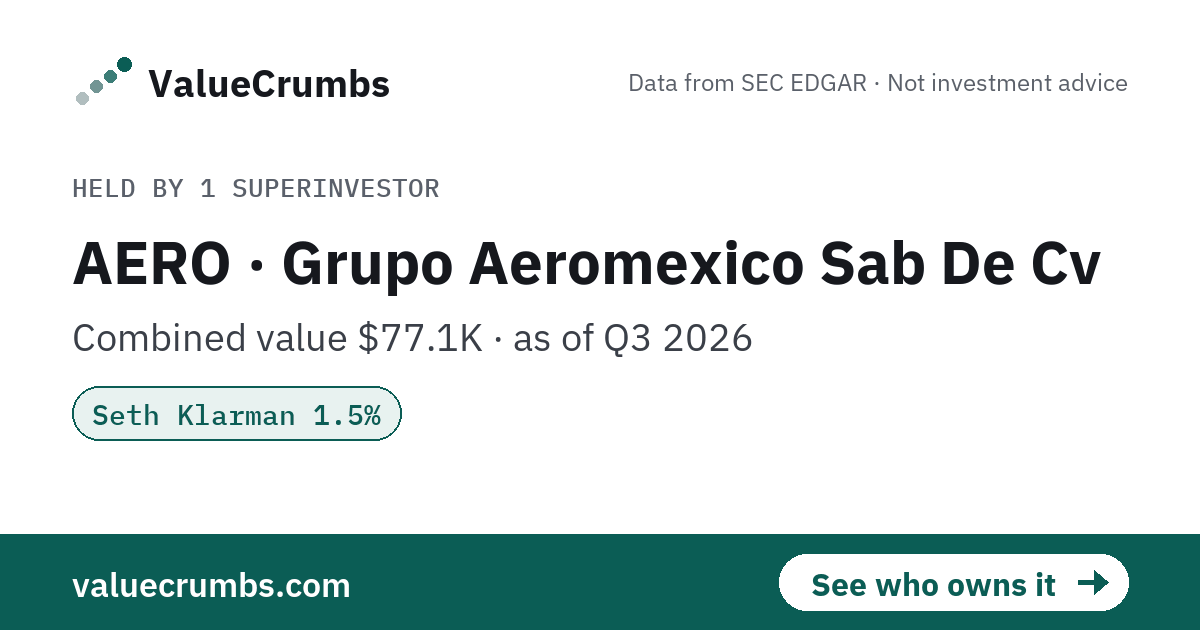 ValueCrumbs
Data from SEC EDGAR · Not investment advice
HELD BY 1 SUPERINVESTOR
AERO · Grupo Aeromexico Sab De Cv
Combined value $77.1K · as of Q3 2026
Seth Klarman 1.5%
valuecrumbs.com
See who owns it →